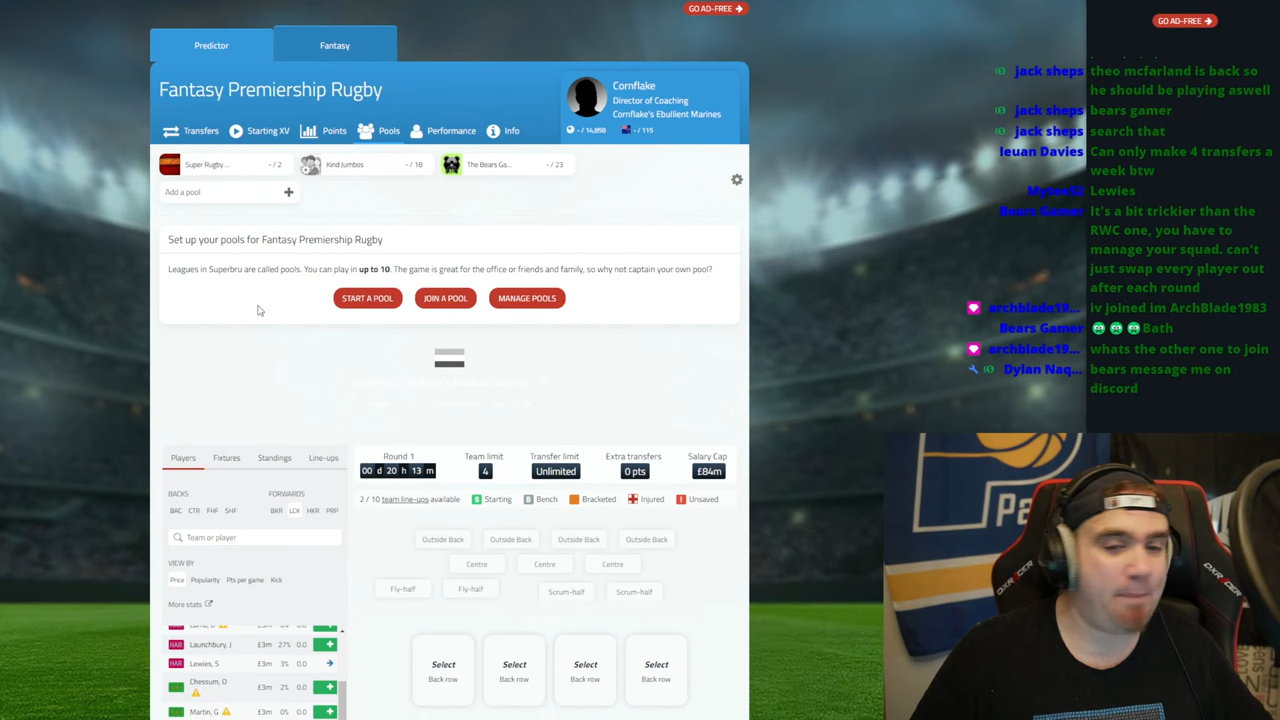 GO AD-FREE →
GO AD-FREE →
Predictor
Fantasy
Fantasy Premiership Rugby
Cornflake
Director of Coaching
Cornflake's Ebullient Marines
- / 14,858
- / 115
Transfers
Starting XV
Points
Pools
Performance
Info
Super Rugby ...
- / 2
Kind Jumbos
- / 18
The Bears Ga...
- / 23
Add a pool
Set up your pools for Fantasy Premiership Rugby
Leagues in Superbru are called pools. You can play in up to 10. The game is great for the office or friends and family, so why not captain your own pool?
START A POOL
JOIN A POOL
MANAGE POOLS
Players
Fixtures
Standings
Line-ups
BACKS
FORWARDS
BAC CTR FHF SHF
BKR LCK HKR PRP
Team or player
VIEW BY
Price Popularity Pts per game Kick
More stats
HAR Launchbury, J £3m 27% 0.0
HAR Lewies, S £3m 3% 0.0
Chessum, O £3m 2% 0.0
Martin, G £3m 0% 0.0
Round 1
00 d 20 h 13 m
Team limit
4
Transfer limit
Unlimited
Extra transfers
0 pts
Salary Cap
£84m
2 / 10 team line-ups available
S Starting
B Bench
Bracketed
Injured
! Unsaved
Outside Back Outside Back Outside Back Outside Back
Centre Centre Centre
Fly-half Fly-half Scrum-half Scrum-half
Select Select Select Select
Back row Back row Back row Back row
jack sheps theo mcfarland is back so
he should be playing aswell
jack sheps bears gamer
jack sheps search that
Ieuan Davies Can only make 4 transfers a
week btw
Lewies
Bears Gamer It's a bit trickier than the
RWC one, you have to
manage your squad. can't
just swap every player out
after each round
archblade19... iv joined im ArchBlade1983
Bears Gamer Bath
archblade19... whats the other one to join
Dylan Naq... bears message me on
discord
DXRACER